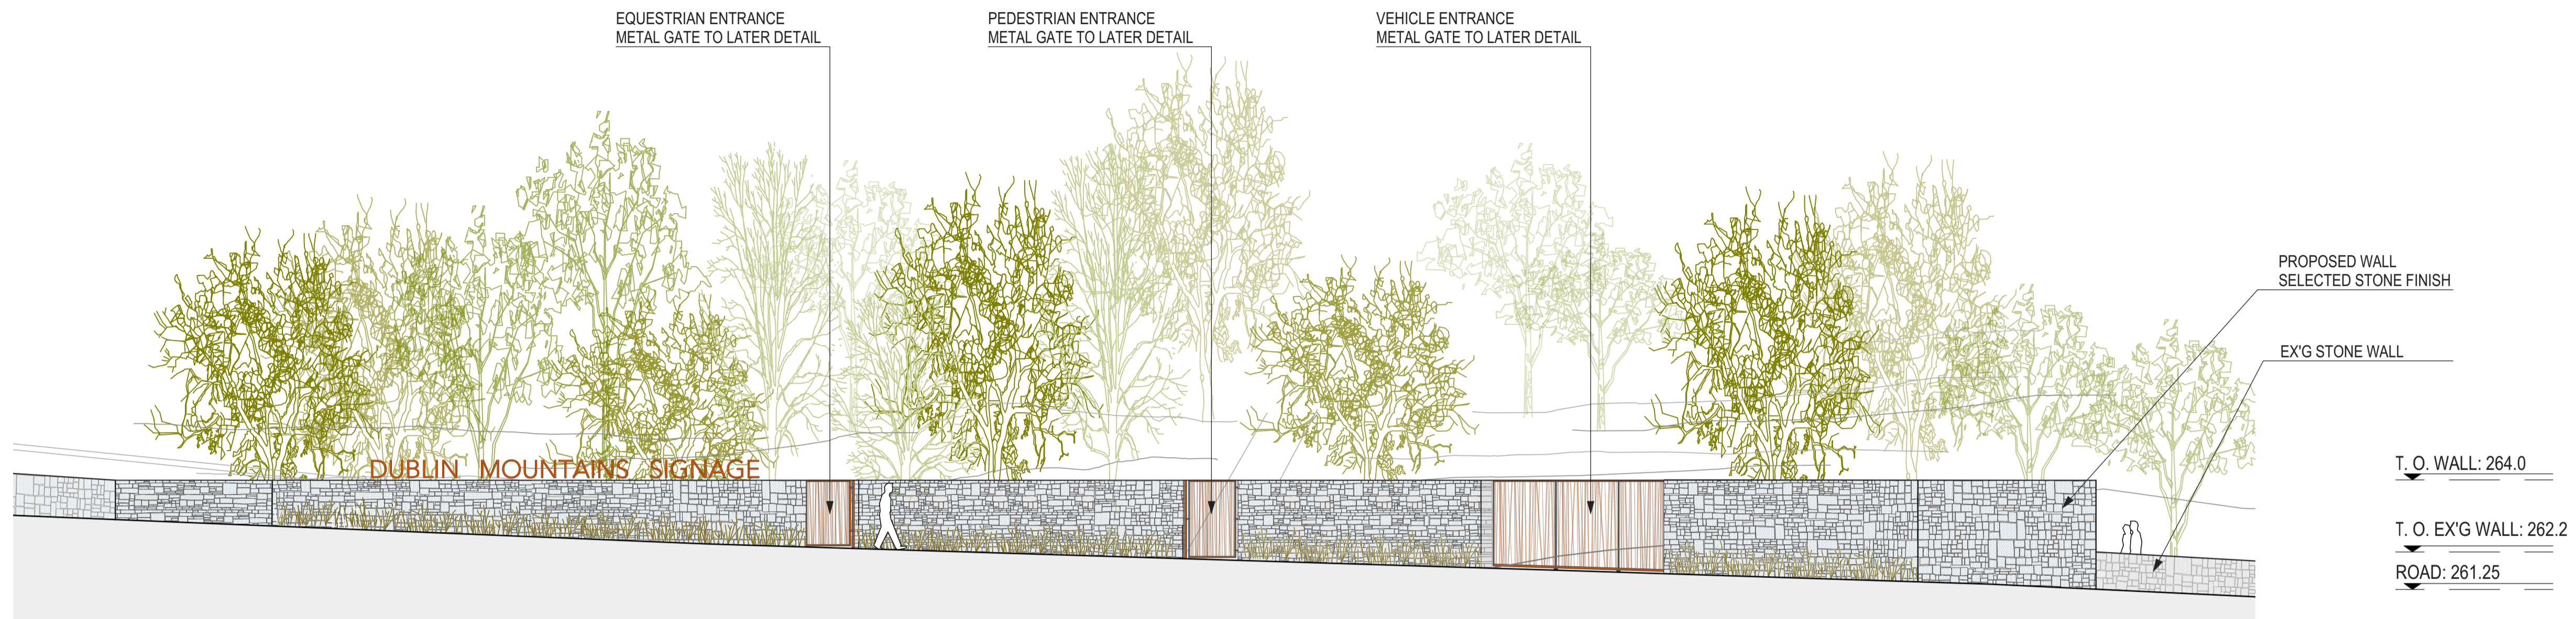 EQUESTRIAN ENTRANCE
METAL GATE TO LATER DETAIL
PEDESTRIAN ENTRANCE
METAL GATE TO LATER DETAIL
VEHICLE ENTRANCE
METAL GATE TO LATER DETAIL
PROPOSED WALL
SELECTED STONE FINISH
EX'G STONE WALL
DUBLIN MOUNTAINS SIGNAGE
T. O. WALL: 264.0
T. O. EX'G WALL: 262.2
ROAD: 261.25